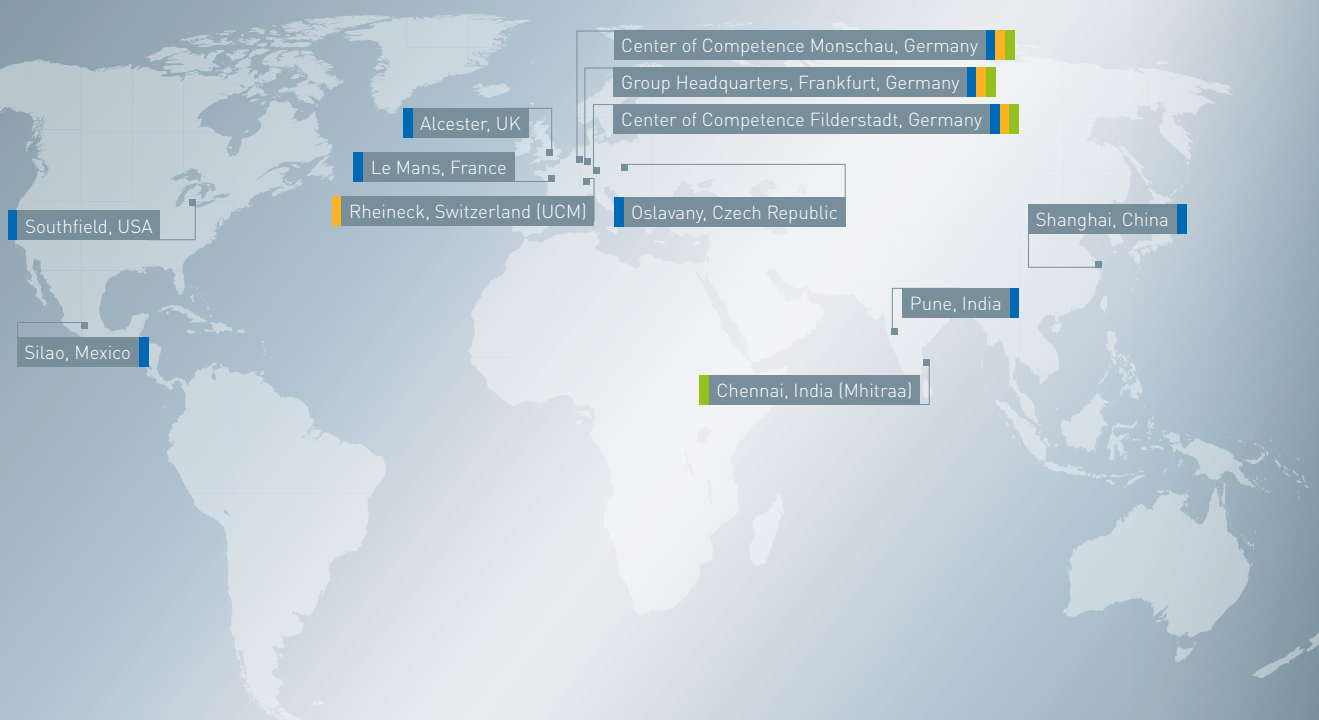 Center of Competence Monschau, Germany
Group Headquarters, Frankfurt, Germany
Center of Competence Filderstadt, Germany
Alcester, UK
Le Mans, France
Rheineck, Switzerland (UCM)
Oslavany, Czech Republic
Southfield, USA
Shanghai, China
Pune, India
Silao, Mexico
Chennai, India (Mhitraa)